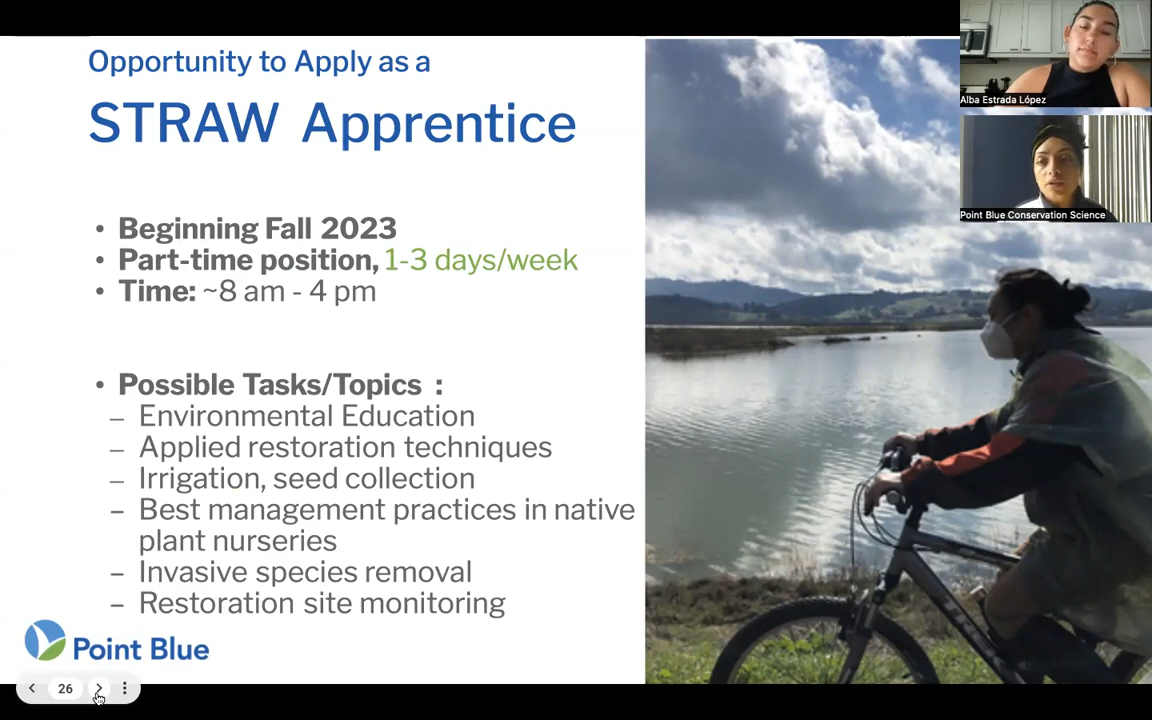 Opportunity to Apply as a
STRAW Apprentice
• Beginning Fall 2023
• Part-time position, 1-3 days/week
• Time: ~8 am - 4 pm
• Possible Tasks/Topics :
– Environmental Education
– Applied restoration techniques
– Irrigation, seed collection
– Best management practices in native
plant nurseries
– Invasive species removal
– Restoration site monitoring
Point Blue
26
Alba Estrada López
Point Blue Conservation Science
TREK